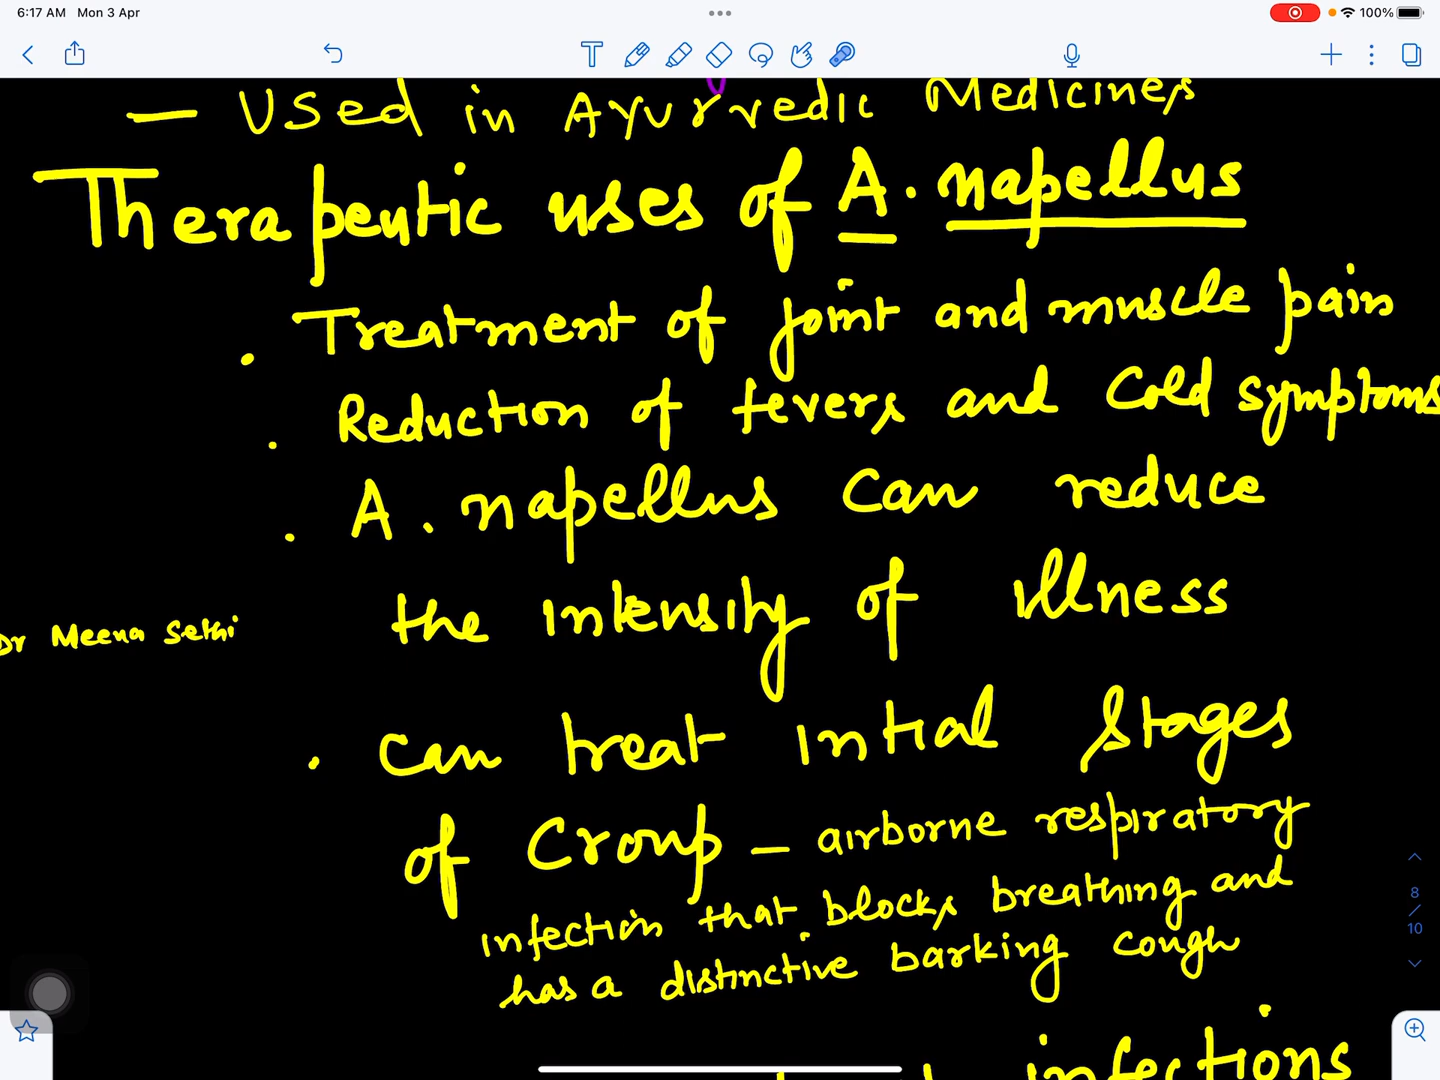 6:17 AM Mon 3 Apr
100%
— Used in Ayurvedic Medicines
Therapeutic uses of A. napellus
. Treatment of joint and muscle pain
. Reduction of fevers and Cold symptoms
. A. napellus can reduce
the intensity of illness
Dr Meena Sethi
. can treat intial stages
of Croup – airborne respiratory
infection that blocks breathing and
has a distinctive barking cough
infections
8
/
10